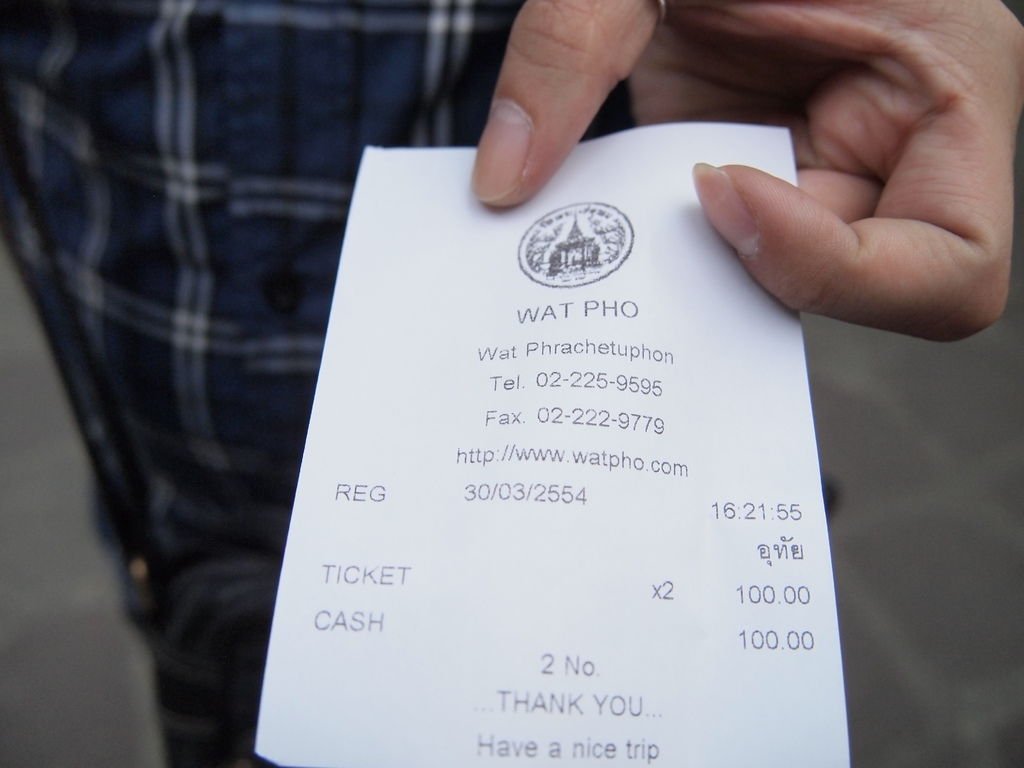 WAT PHO
Wat Phrachetuphon
Tel. 02-225-9595
Fax. 02-222-9779
http://www.watpho.com
REG 30/03/2554 16:21:55
อุทัย
TICKET x2 100.00
CASH 100.00
2 No.
...THANK YOU...
Have a nice trip